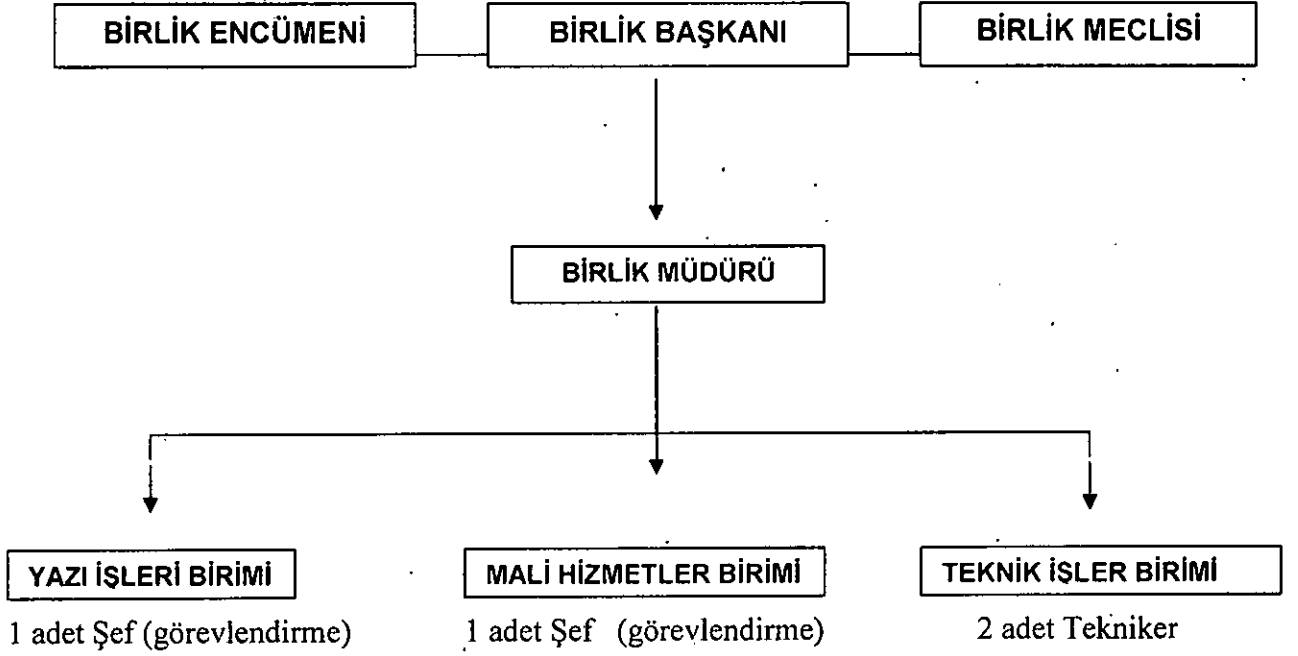 BİRLİK ENCÜMENİ
BİRLİK BAŞKANI
BİRLİK MECLİSİ
BİRLİK MÜDÜRÜ
YAZI İŞLERİ BİRİMİ
MALİ HİZMETLER BİRİMİ
TEKNİK İŞLER BİRİMİ
1 adet Şef (görevlendirme)
1 adet Şef (görevlendirme)
2 adet Tekniker